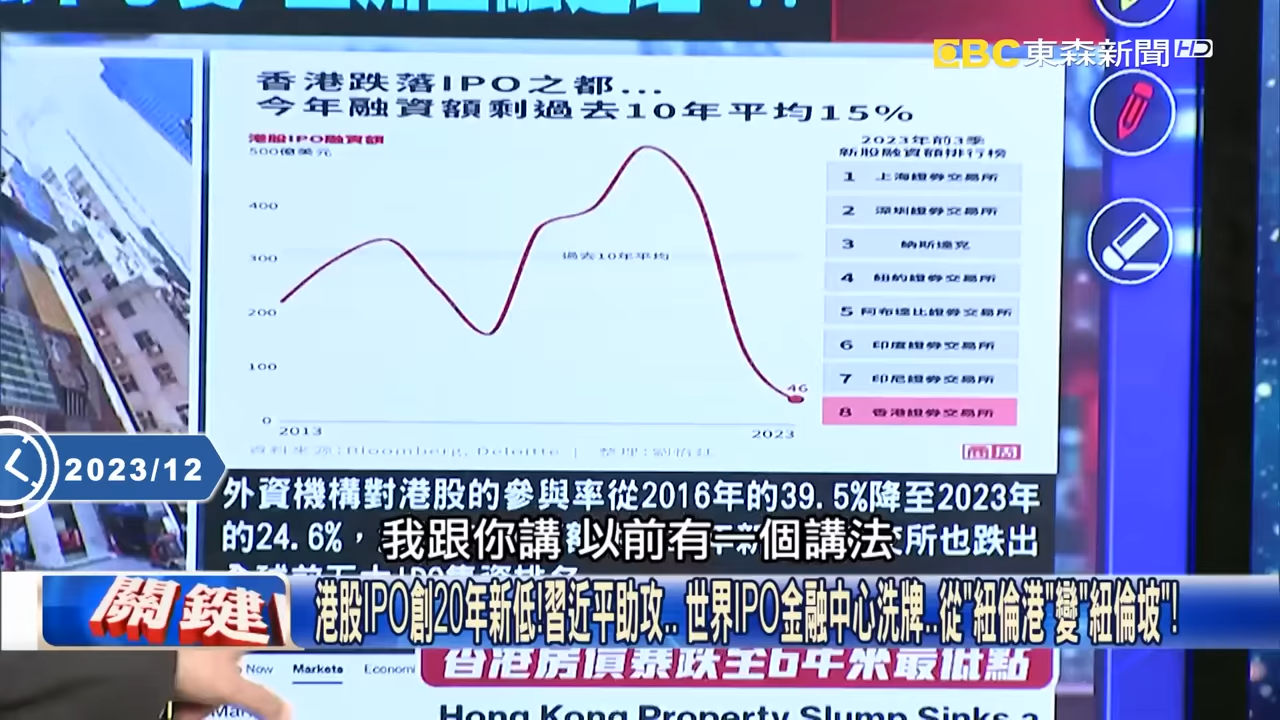 EBC 東森新聞 HD
香港跌落IPO之都...
今年融資額剩過去10年平均15%
港股IPO融資額
500億美元
400
300
200
100
0
過去10年平均
46
2013
2023
資料來源:Bloomberg, Deloitte | 整理:劉怡廷
商周
2023年前3季
新股融資額排行榜
1 上海證券交易所
2 深圳證券交易所
3 納斯達克
4 紐約證券交易所
5 阿布達比證券交易所
6 印度證券交易所
7 印尼證券交易所
8 香港證券交易所
2023/12
外資機構對港股的參與率從2016年的39.5%降至2023年
的24.6%,
交所也跌出
我跟你講 以前有一個講法
關鍵
港股IPO創20年新低!習近平助攻..世界IPO金融中心洗牌..從"紐倫港"變"紐倫坡"!
Now Markets Economi
香港房價暴跌至6年來最低點
Hong Kong Property Slump Sinks a